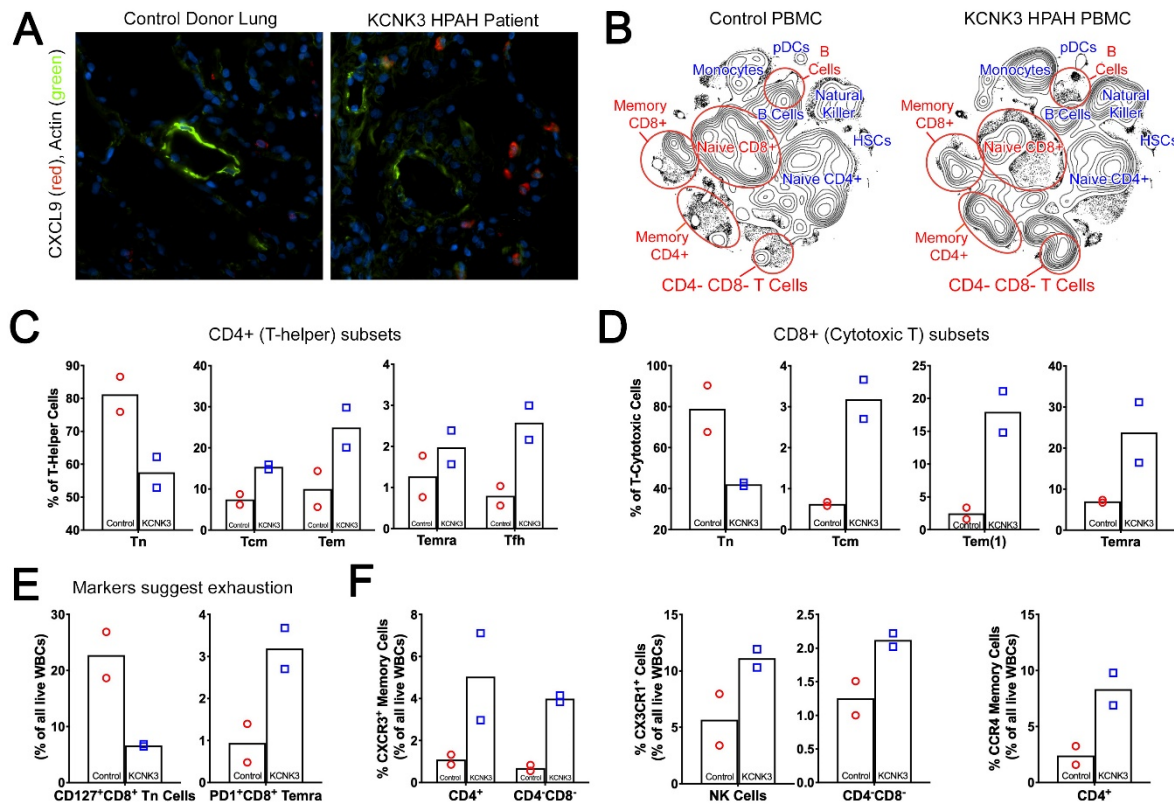 A
Control Donor Lung
KCNK3 HPAH Patient
CXCL9 (red), Actin (green)
B
Control PBMC
KCNK3 HPAH PBMC
pDCs
B
Cells
Monocytes
Natural
Killer
Memory
CD8+
B Cells
HSCs
Naive CD8+
Naive CD4+
Memory
CD4+
CD4- CD8- T Cells
pDCs
B
Cells
Monocytes
Natural
Killer
Memory
CD8+
B Cells
HSCs
Naive CD8+
Naive CD4+
Memory
CD4+
CD4- CD8- T Cells
C
CD4+ (T-helper) subsets
% of T-Helper Cells
90
80
70
60
50
40
Control KCNK3
Tn
40
30
20
10
0
Control KCNK3 Control KCNK3
Tcm Tem
6
4
2
0
Control KCNK3 Control KCNK3
Temra Tfh
D
CD8+ (Cytotoxic T) subsets
% of T-Cytotoxic Cells
100
80
60
40
20
Control KCNK3
Tn
4
3
2
1
0
Control KCNK3
Tcm
25
20
15
10
5
0
Control KCNK3
Tem(1)
40
30
20
10
0
Control KCNK3
Temra
E
Markers suggest exhaustion
(% of all live WBCs)
30
20
10
0
Control KCNK3
CD127+CD8+ Tn Cells
4
3
2
1
0
Control KCNK3
PD1+CD8+ Temra
F
% CXCR3+ Memory Cells
(% of all live WBCs)
8
6
4
2
0
Control KCNK3 Control KCNK3
CD4+ CD4-CD8-
% CX3CR1+ Cells
(% of all live WBCs)
15
10
5
0
Control KCNK3
NK Cells
2.5
2.0
1.5
1.0
0.5
0.0
Control KCNK3
CD4-CD8-
% CCR4 Memory Cells
(% of all live WBCs)
15
10
5
0
Control KCNK3
CD4+